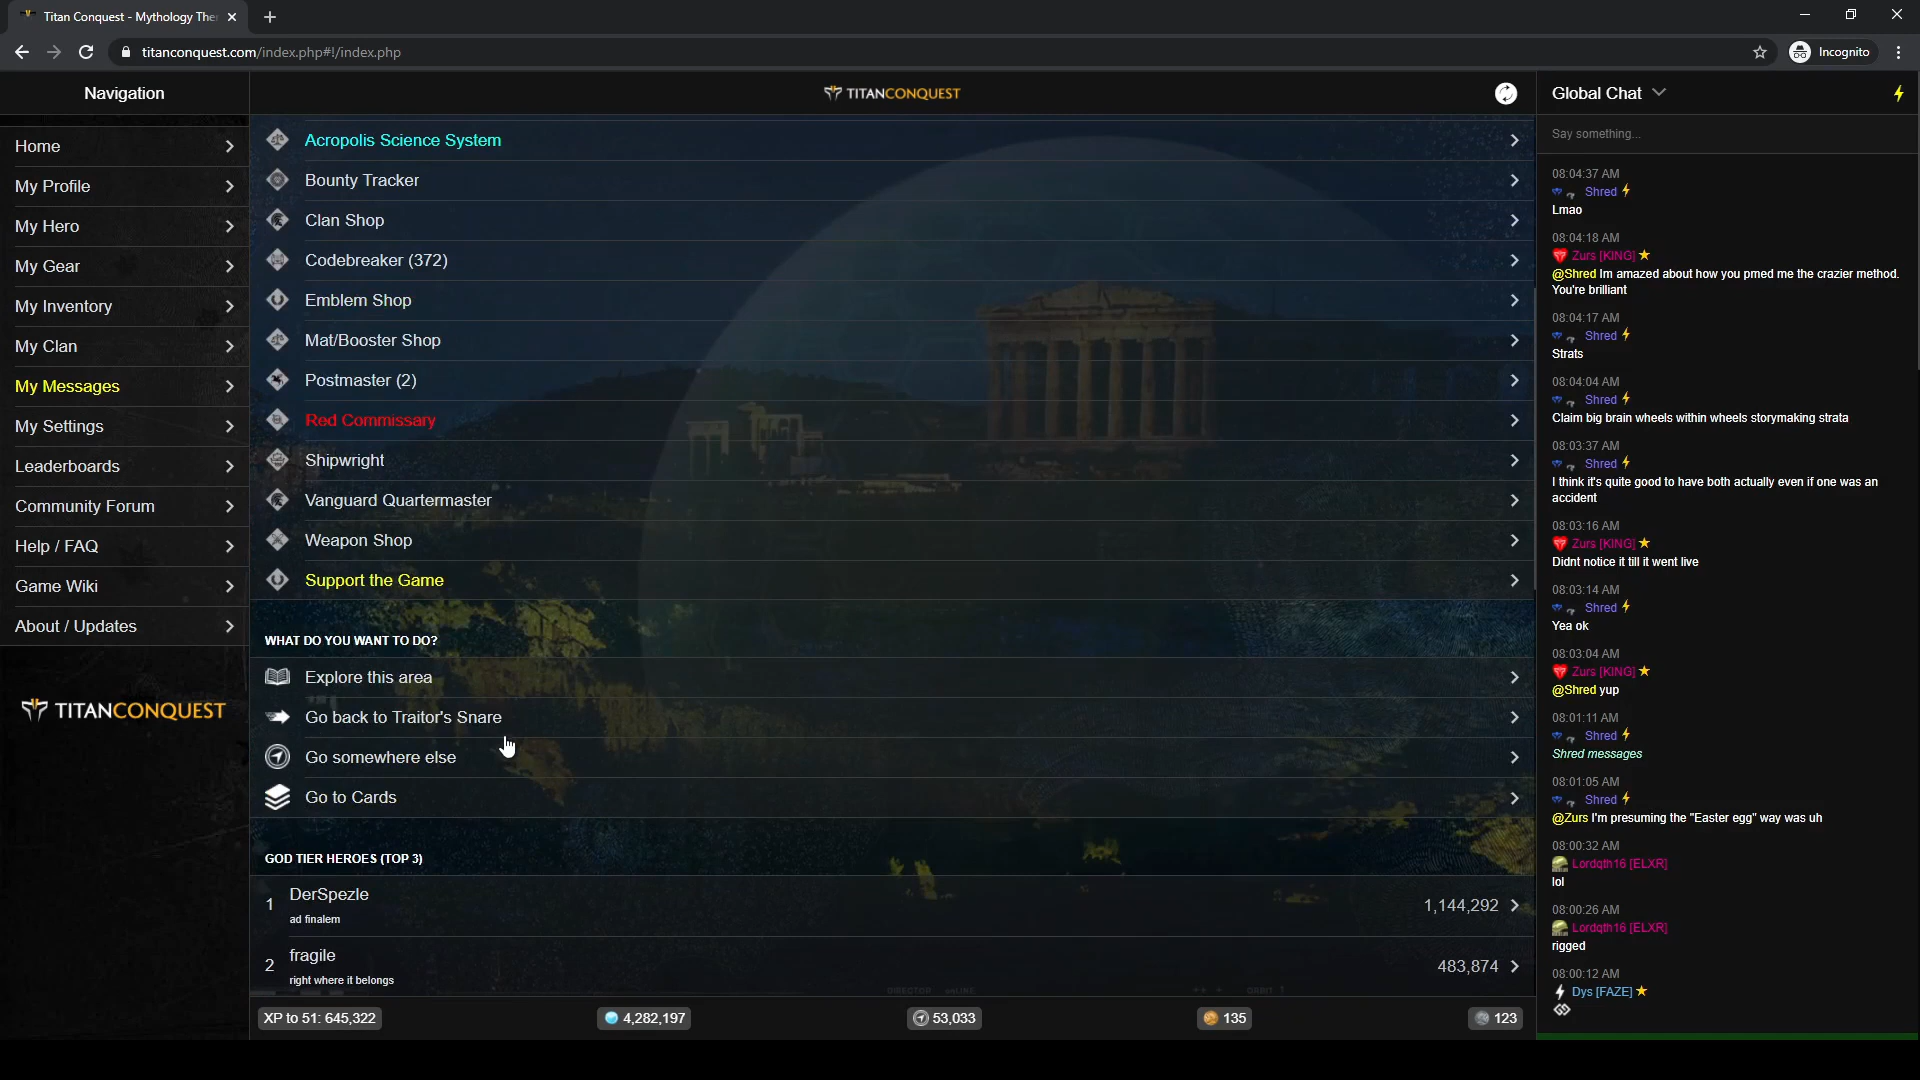 Titan Conquest - Mythology The
titanconquest.com/index.php#!/index.php
Incognito
Navigation
TITANCONQUEST
Global Chat
Home
My Profile
My Hero
My Gear
My Inventory
My Clan
My Messages
My Settings
Leaderboards
Community Forum
Help / FAQ
Game Wiki
About / Updates
TITANCONQUEST
Acropolis Science System
Bounty Tracker
Clan Shop
Codebreaker (372)
Emblem Shop
Mat/Booster Shop
Postmaster (2)
Red Commissary
Shipwright
Vanguard Quartermaster
Weapon Shop
Support the Game
WHAT DO YOU WANT TO DO?
Explore this area
Go back to Traitor's Snare
Go somewhere else
Go to Cards
GOD TIER HEROES (TOP 3)
1 DerSpezle 1,144,292
ad finalem
2 fragile 483,874
right where it belongs
XP to 51: 645,322
4,282,197
53,033
135
123
Say something...
08:04:37 AM
Shred
Lmao
08:04:18 AM
Zurs [KING]
@Shred Im amazed about how you pmed me the crazier method.
You're brilliant
08:04:17 AM
Shred
Strats
08:04:04 AM
Shred
Claim big brain wheels within wheels storymaking strata
08:03:37 AM
Shred
I think it's quite good to have both actually even if one was an
accident
08:03:16 AM
Zurs [KING]
Didnt notice it till it went live
08:03:14 AM
Shred
Yea ok
08:03:04 AM
Zurs [KING]
@Shred yup
08:01:11 AM
Shred
Shred messages
08:01:05 AM
Shred
@Zurs I'm presuming the "Easter egg" way was uh
08:00:32 AM
Lordqth16 [ELXR]
lol
08:00:26 AM
Lordqth16 [ELXR]
rigged
08:00:12 AM
Dys [FAZE]